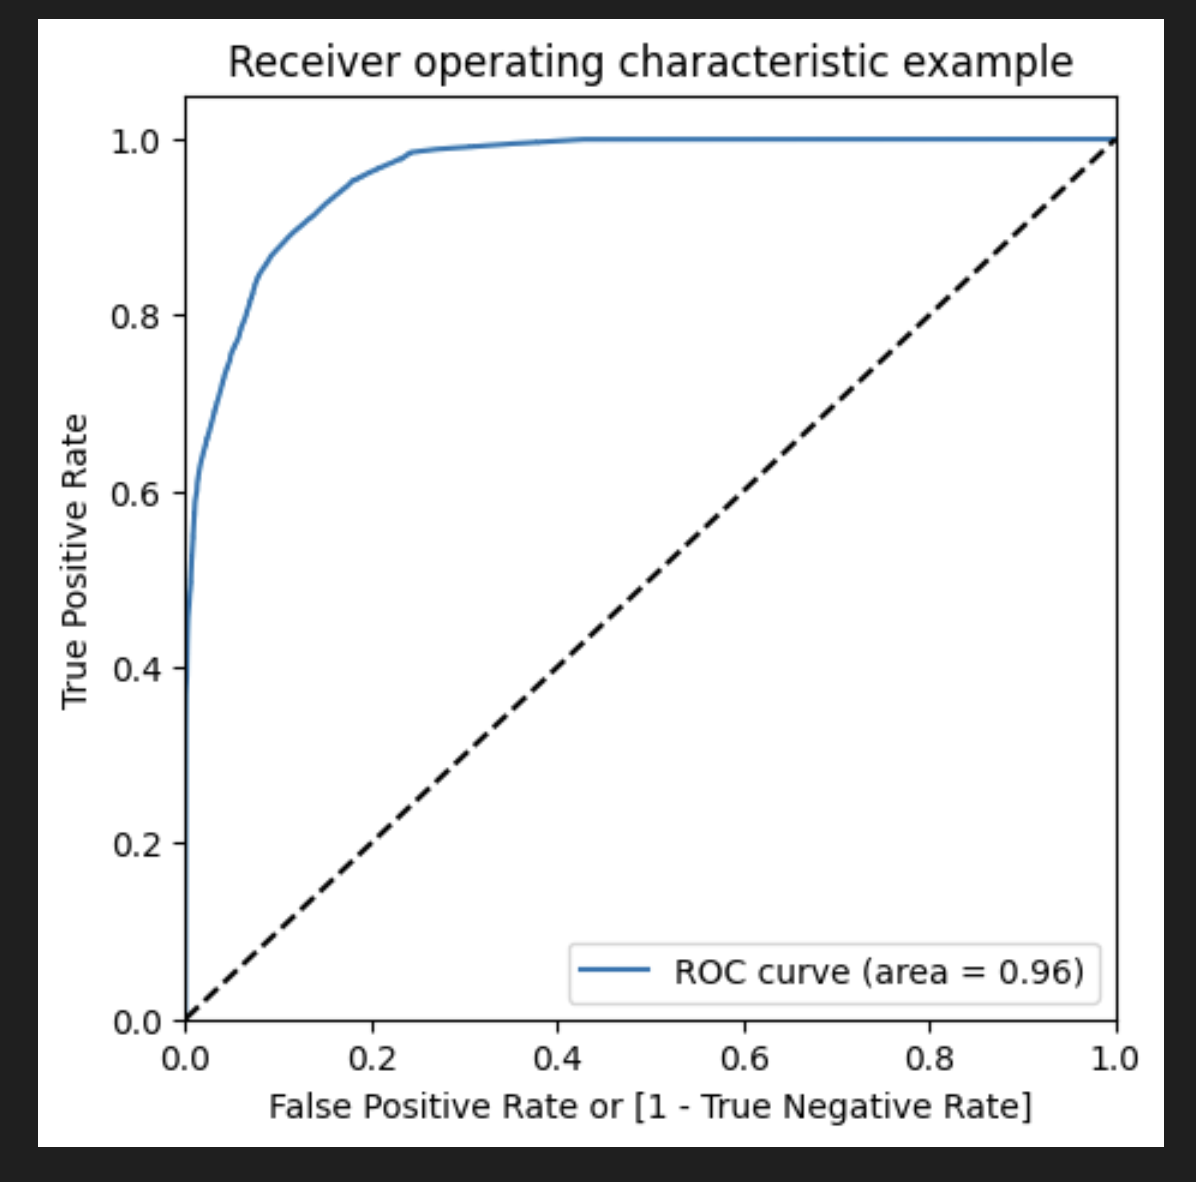 Receiver operating characteristic example
1.0
0.8
0.6
0.4
0.2
0.0
True Positive Rate
ROC curve (area = 0.96)
0.0 0.2 0.4 0.6 0.8 1.0
False Positive Rate or [1 - True Negative Rate]